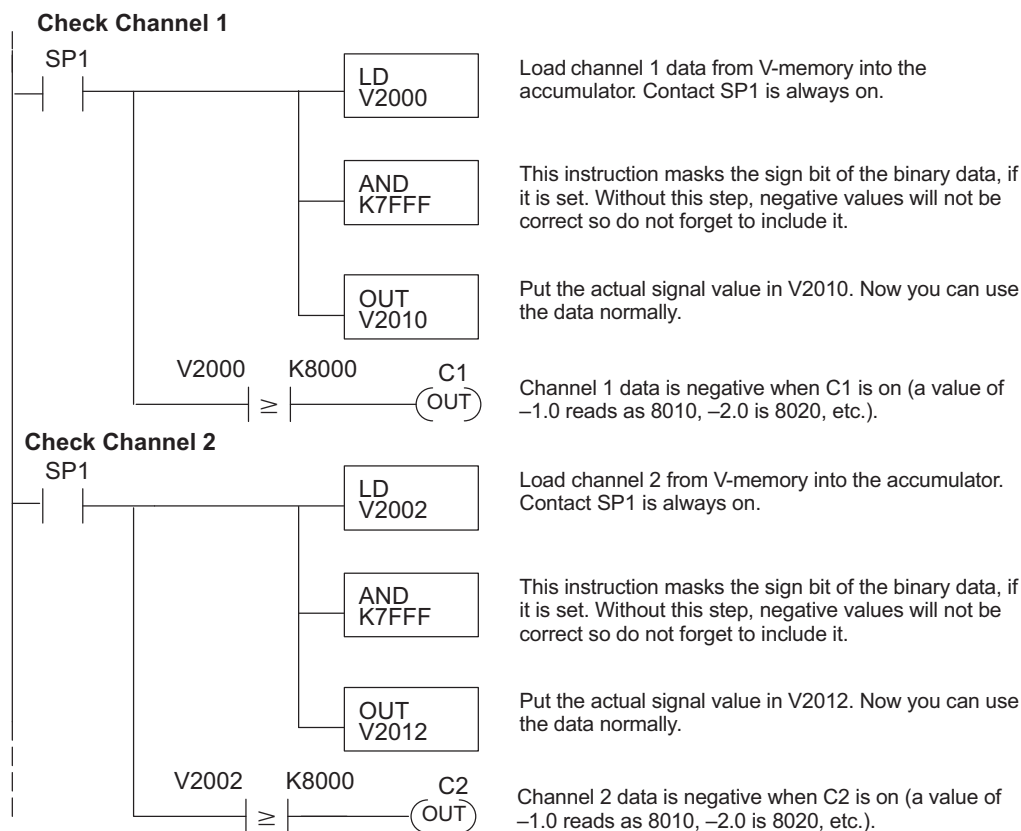 Check Channel 1
SP1
LD
V2000
Load channel 1 data from V-memory into the
accumulator. Contact SP1 is always on.
AND
K7FFF
This instruction masks the sign bit of the binary data, if
it is set. Without this step, negative values will not be
correct so do not forget to include it.
OUT
V2010
Put the actual signal value in V2010. Now you can use
the data normally.
V2000 K8000 C1
≥ OUT
Channel 1 data is negative when C1 is on (a value of
–1.0 reads as 8010, –2.0 is 8020, etc.).
Check Channel 2
SP1
LD
V2002
Load channel 2 from V-memory into the accumulator.
Contact SP1 is always on.
AND
K7FFF
This instruction masks the sign bit of the binary data, if
it is set. Without this step, negative values will not be
correct so do not forget to include it.
OUT
V2012
Put the actual signal value in V2012. Now you can use
the data normally.
V2002 K8000 C2
≥ OUT
Channel 2 data is negative when C2 is on (a value of
–1.0 reads as 8010, –2.0 is 8020, etc.).